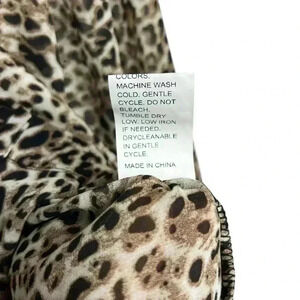 COLORS.
MACHINE WASH
COLD. GENTLE
CYCLE. DO NOT
BLEACH.
TUMBLE DRY
LOW. LOW IRON
IF NEEDED.
DRYCLEANABLE
IN GENTLE
CYCLE.
MADE IN CHINA